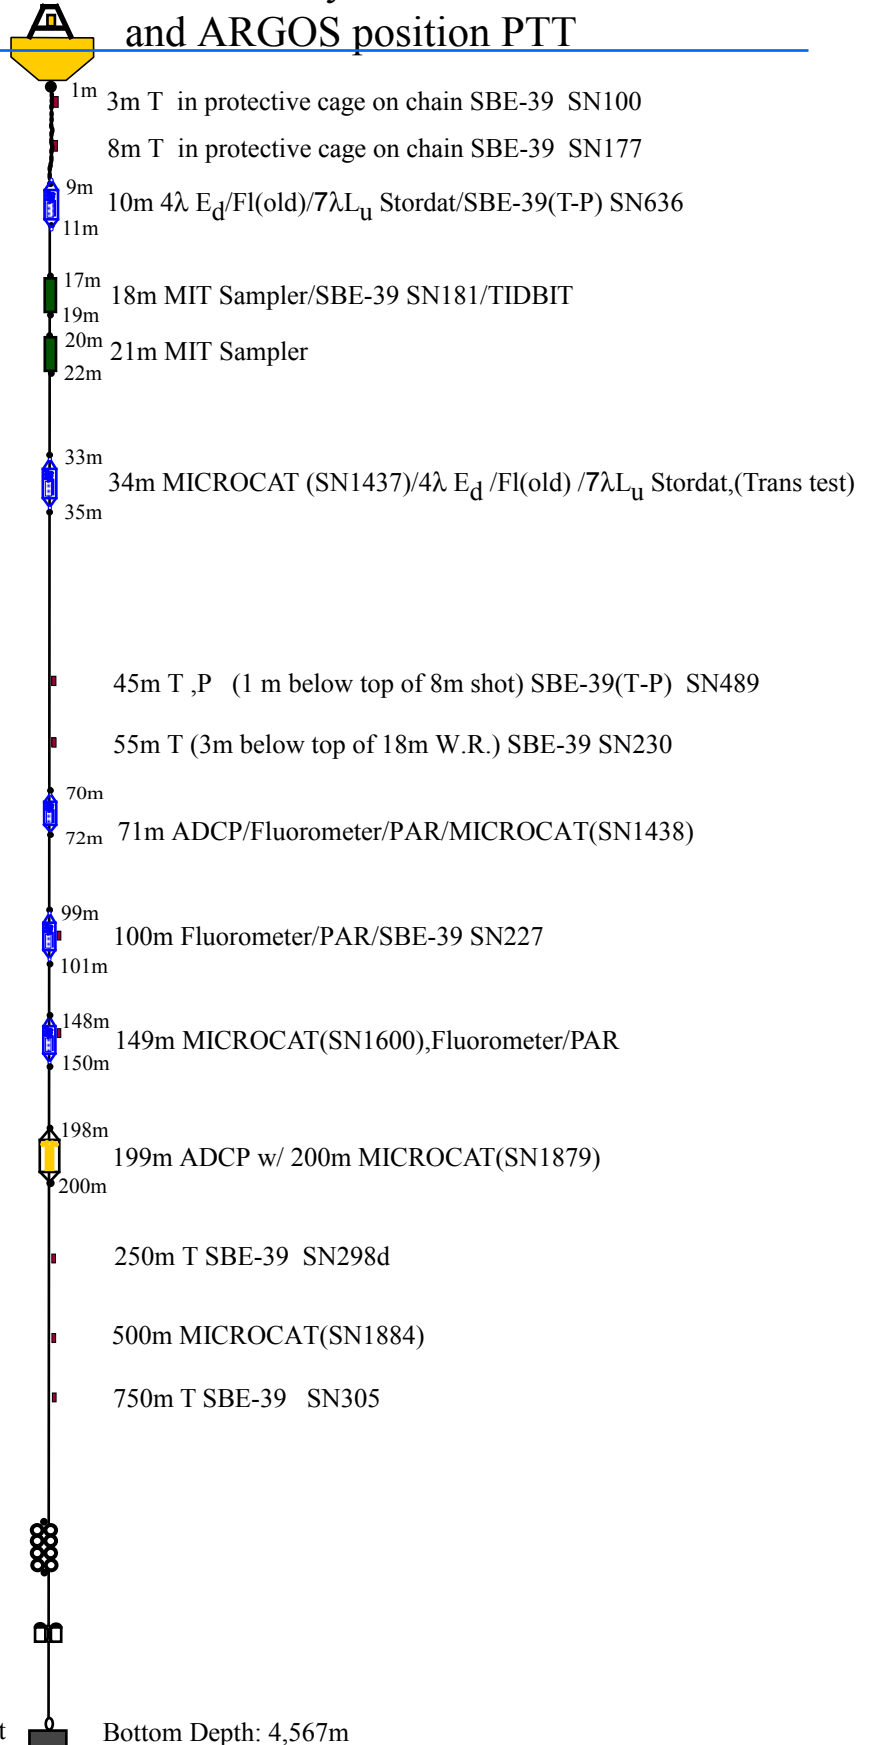 and ARGOS position PTT
1m
3m T in protective cage on chain SBE-39 SN100
8m T in protective cage on chain SBE-39 SN177
9m
10m 4λ Ed/Fl(old)/7λLu Stordat/SBE-39(T-P) SN636
11m
17m
18m MIT Sampler/SBE-39 SN181/TIDBIT
19m
20m
21m MIT Sampler
22m
33m
34m MICROCAT (SN1437)/4λ Ed /Fl(old) /7λLu Stordat,(Trans test)
35m
45m T ,P (1 m below top of 8m shot) SBE-39(T-P) SN489
55m T (3m below top of 18m W.R.) SBE-39 SN230
70m
71m ADCP/Fluorometer/PAR/MICROCAT(SN1438)
72m
99m
100m Fluorometer/PAR/SBE-39 SN227
101m
148m
149m MICROCAT(SN1600),Fluorometer/PAR
150m
198m
199m ADCP w/ 200m MICROCAT(SN1879)
200m
250m T SBE-39 SN298d
500m MICROCAT(SN1884)
750m T SBE-39 SN305
Bottom Depth: 4,567m